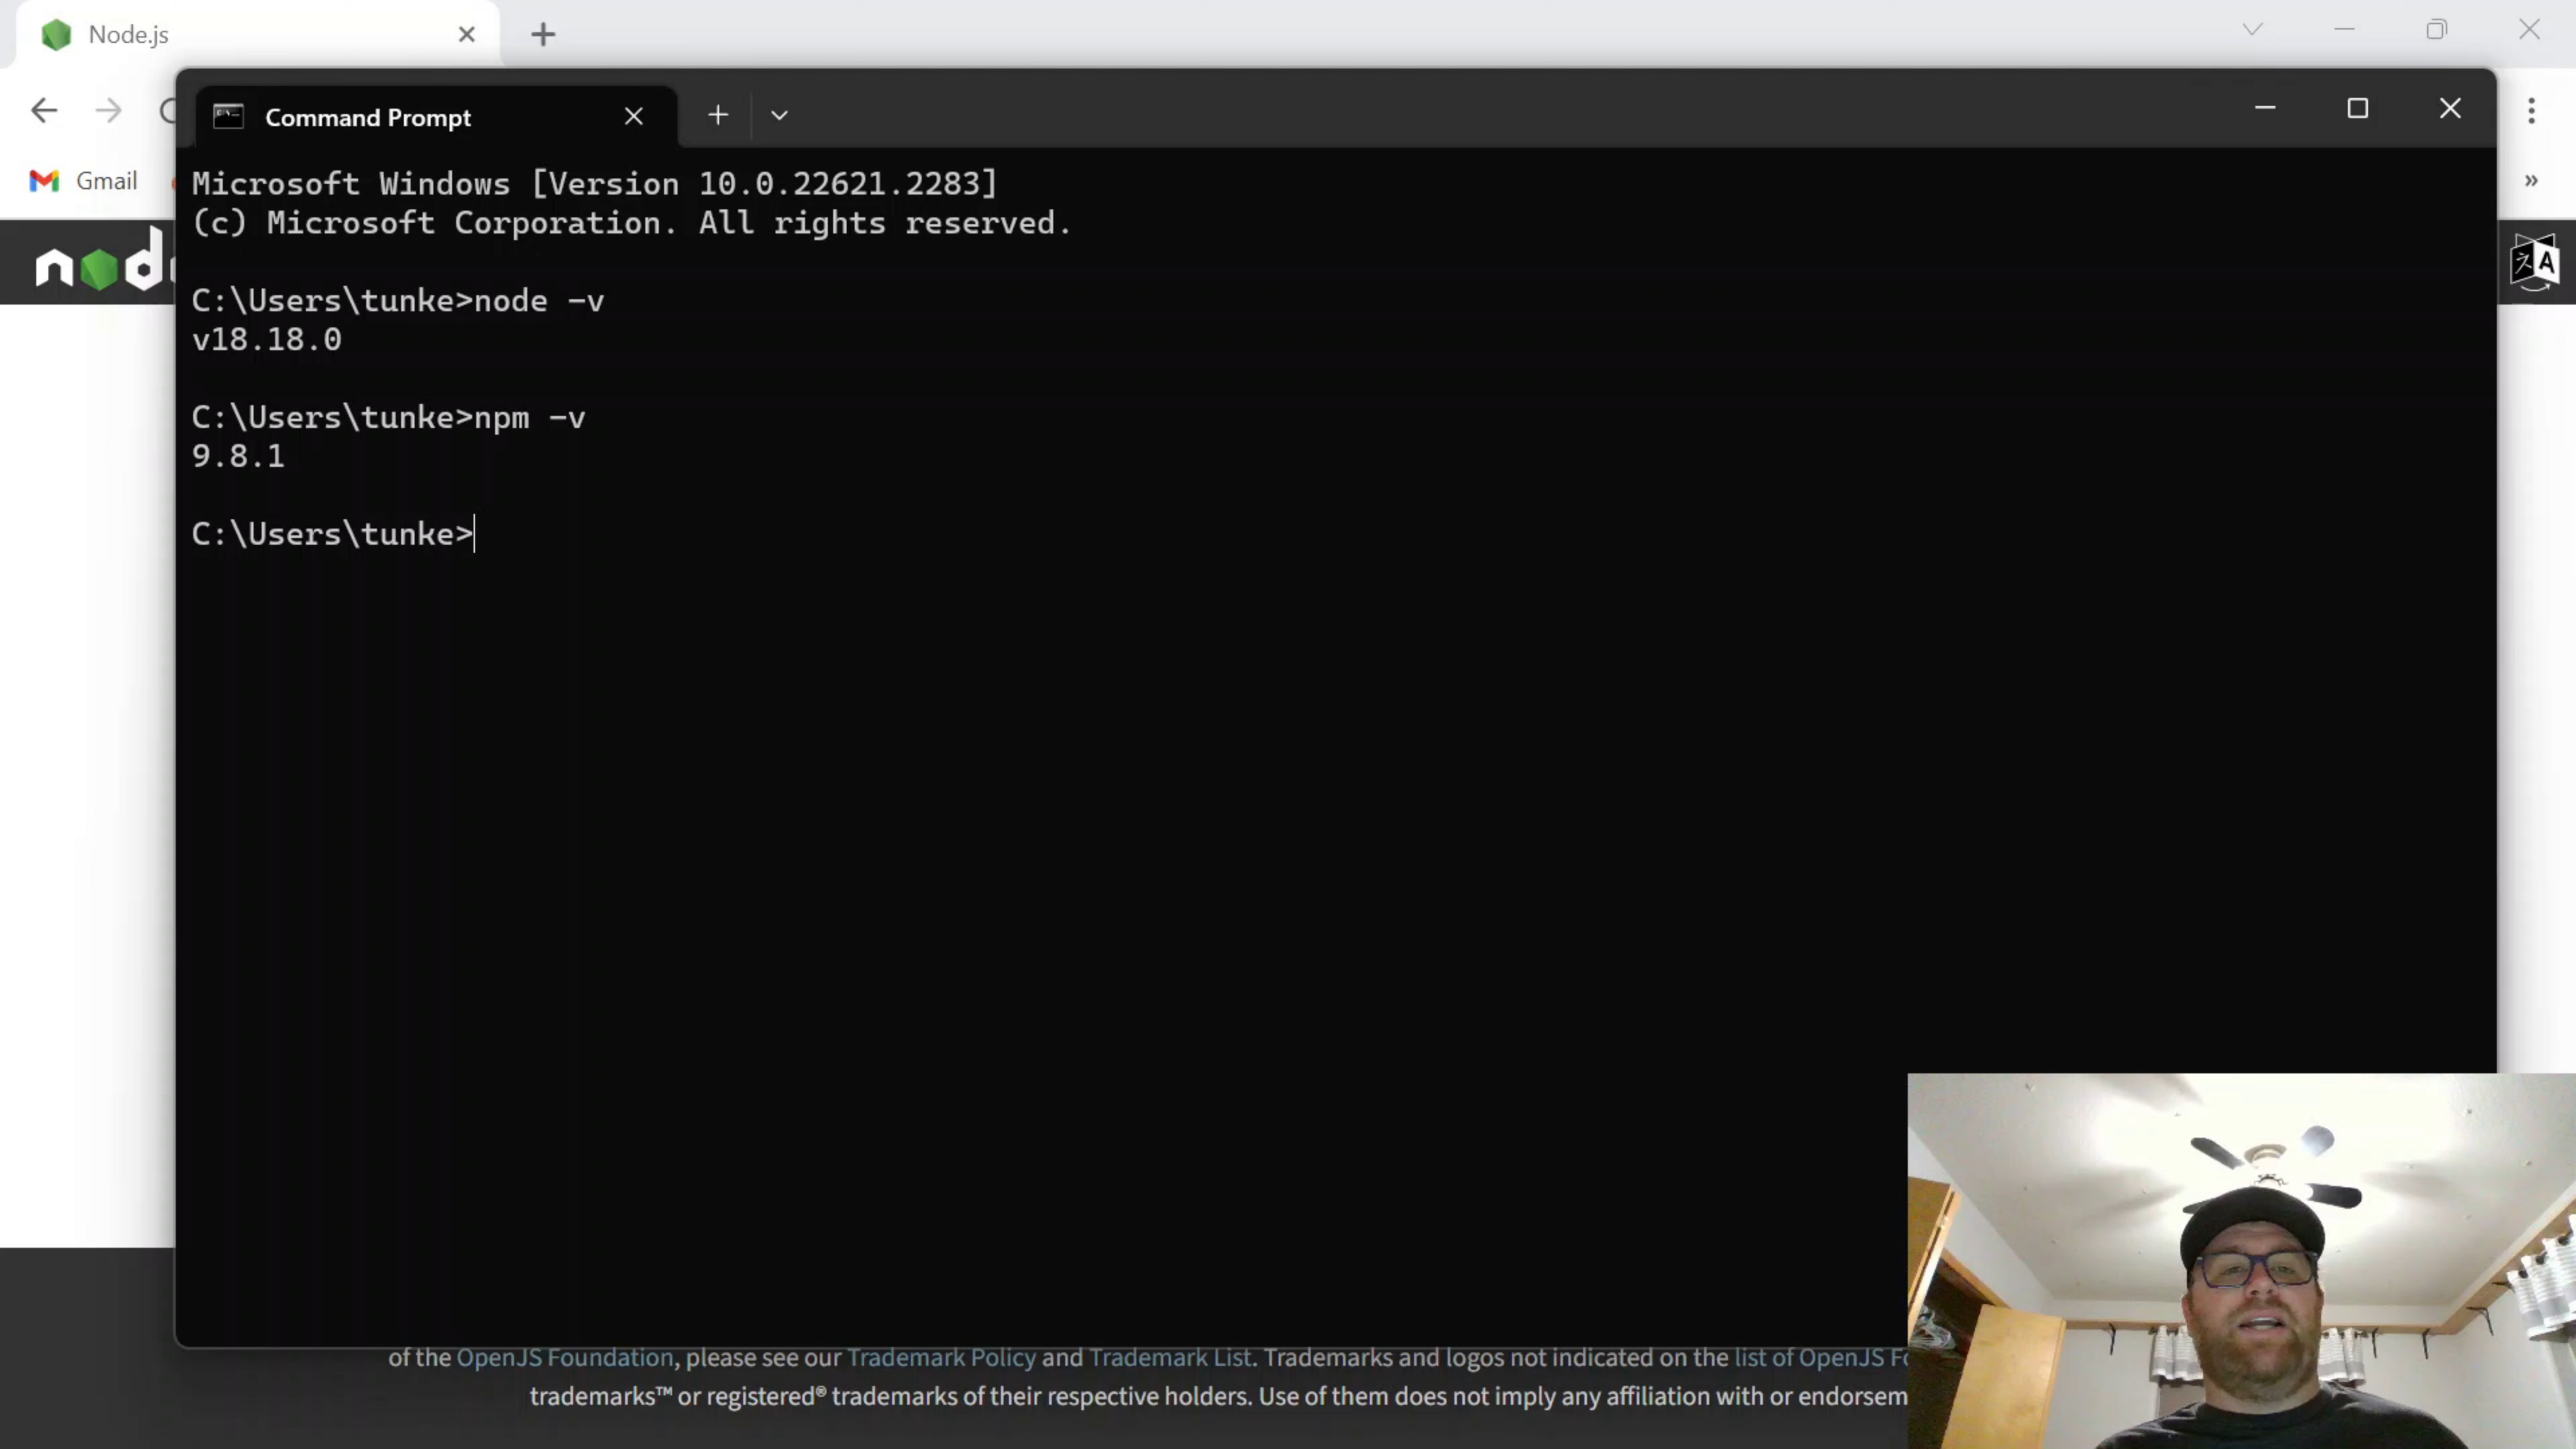 Node.js
Command Prompt
Gmail
Microsoft Windows [Version 10.0.22621.2283]
(c) Microsoft Corporation. All rights reserved.
C:\Users\tunke>node -v
v18.18.0
C:\Users\tunke>npm -v
9.8.1
C:\Users\tunke>
of the OpenJS Foundation, please see our Trademark Policy and Trademark List. Trademarks and logos not indicated on the list of OpenJS
trademarks™ or registered® trademarks of their respective holders. Use of them does not imply any affiliation with or